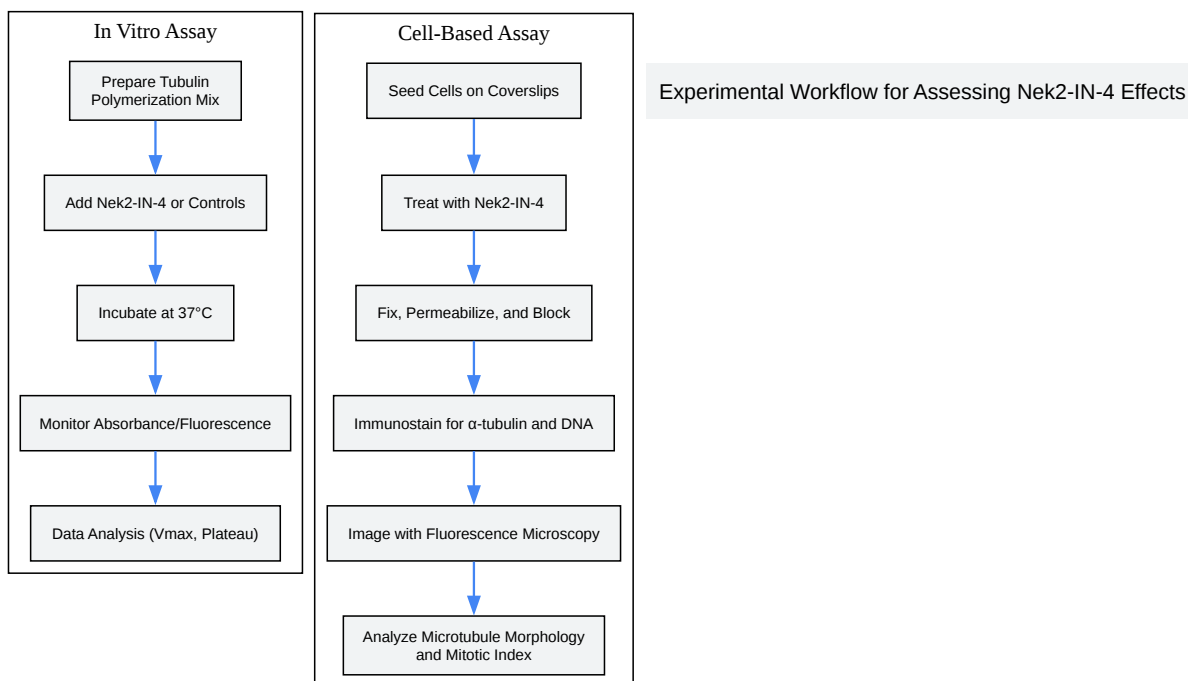 In Vitro Assay
Prepare Tubulin
Polymerization Mix
Add Nek2-IN-4 or Controls
Incubate at 37°C
Monitor Absorbance/Fluorescence
Data Analysis (Vmax, Plateau)
Cell-Based Assay
Seed Cells on Coverslips
Treat with Nek2-IN-4
Fix, Permeabilize, and Block
Immunostain for α-tubulin and DNA
Image with Fluorescence Microscopy
Analyze Microtubule Morphology
and Mitotic Index
Experimental Workflow for Assessing Nek2-IN-4 Effects